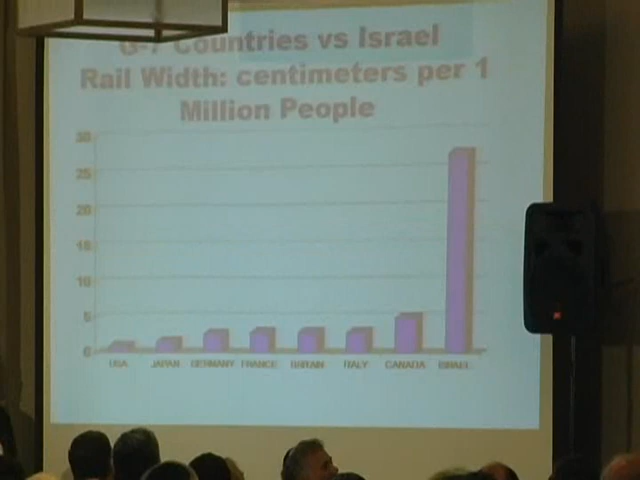 G-7 Countries vs Israel
Rail Width: centimeters per 1
Million People
30
25
20
15
10
5
0
USA JAPAN GERMANY FRANCE BRITAIN ITALY CANADA ISRAEL